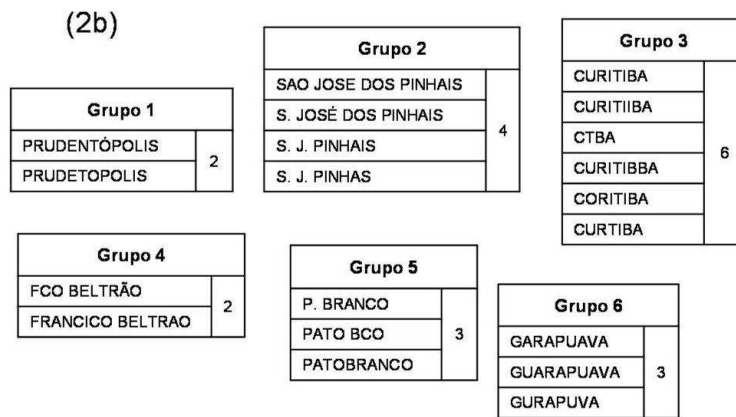 (2b)
Grupo 1
PRUDENTÓPOLIS
PRUDETOPOLIS
2
Grupo 2
SAO JOSE DOS PINHAIS
S. JOSÉ DOS PINHAIS
S. J. PINHAIS
S. J. PINHAS
4
Grupo 3
CURITIBA
CURITIIBA
CTBA
CURITIBBA
CORITIBA
CURTIBA
6
Grupo 4
FCO BELTRÃO
FRANCICO BELTRAO
2
Grupo 5
P. BRANCO
PATO BCO
PATOBRANCO
3
Grupo 6
GARAPUAVA
GUARAPUAVA
GURAPUVA
3